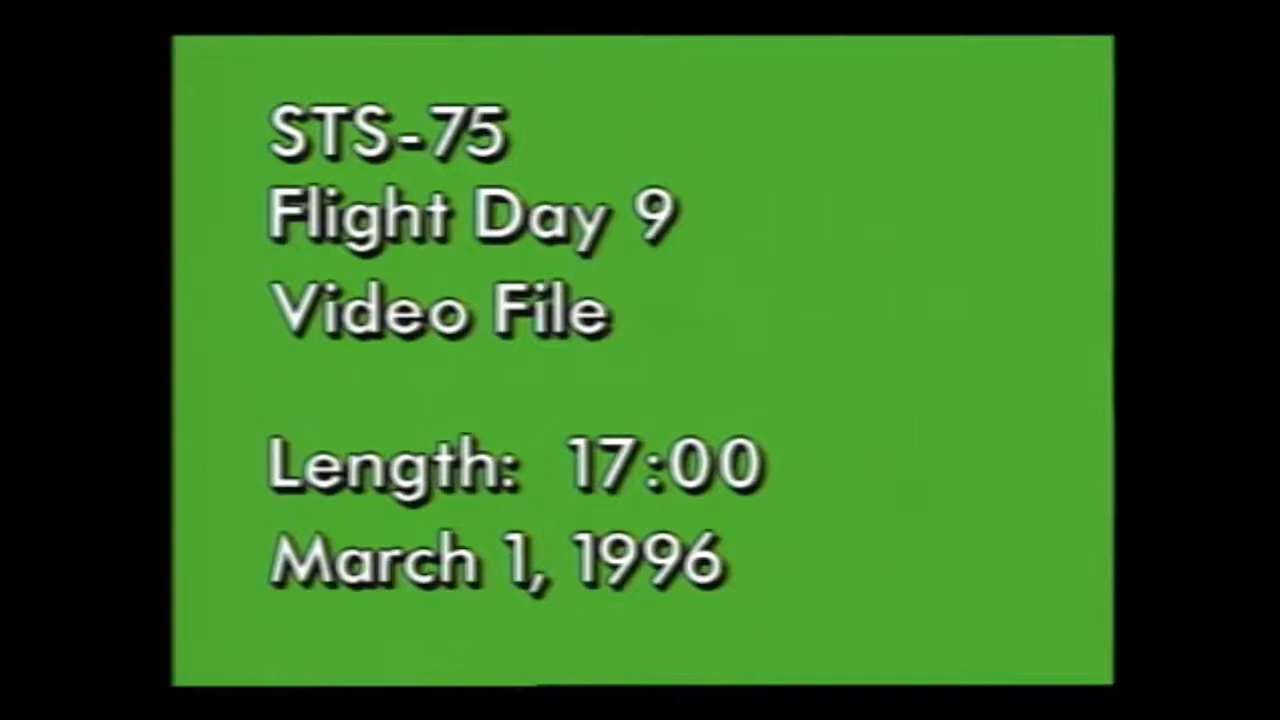 STS-75
Flight Day 9
Video File
Length: 17:00
March 1, 1996